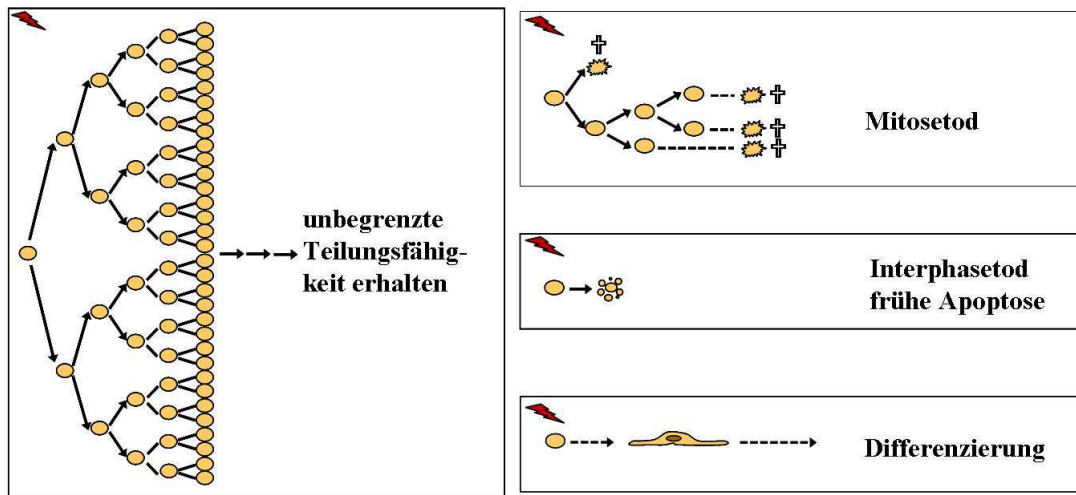 unbegrenzte
Teilungsfähig-
keit erhalten
Mitosetod
Interphasetod
frühe Apoptose
Differenzierung